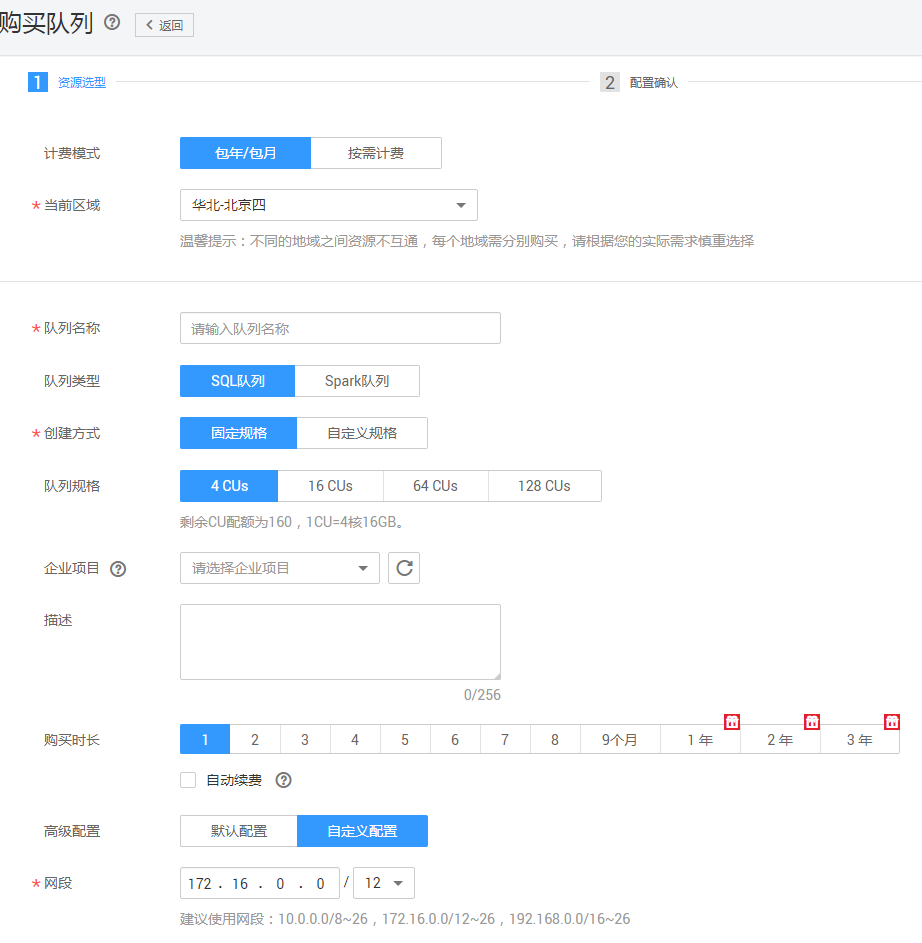 购买队列 ? < 返回
1 资源选型 2 配置确认
计费模式 包年/包月 按需计费
* 当前区域 华北-北京四
温馨提示：不同的地域之间资源不互通，每个地域需分别购买，请根据您的实际需求慎重选择
* 队列名称 请输入队列名称
队列类型 SQL队列 Spark队列
* 创建方式 固定规格 自定义规格
队列规格 4 CUs 16 CUs 64 CUs 128 CUs
剩余CU配额为160，1CU=4核16GB。
企业项目 ? 请选择企业项目
描述
0/256
购买时长 1 2 3 4 5 6 7 8 9个月 1 年 2 年 3 年
自动续费 ?
高级配置 默认配置 自定义配置
* 网段 172 . 16 . 0 . 0 / 12
建议使用网段：10.0.0.0/8~26，172.16.0.0/12~26，192.168.0.0/16~26